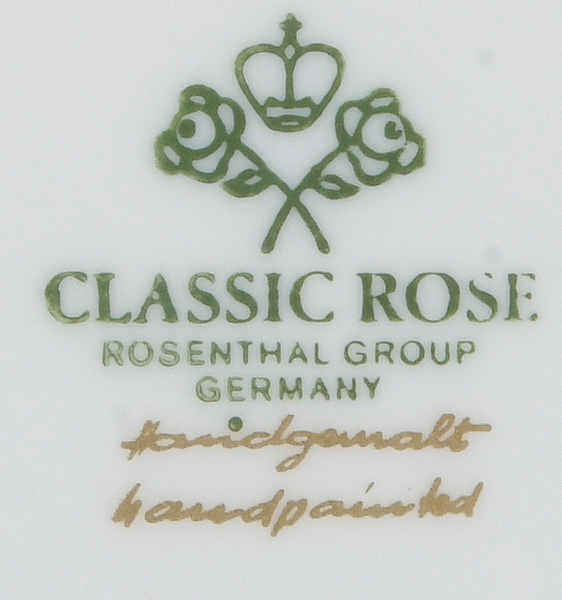 CLASSIC ROSE
ROSENTHAL GROUP
GERMANY
Handgemalt
handpainted